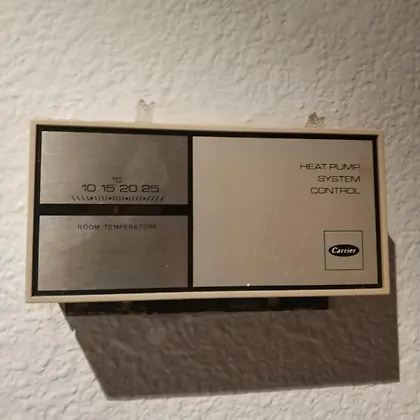 °C
10 15 20 25
ROOM TEMPERATURE
HEAT PUMP
SYSTEM
CONTROL
Carrier